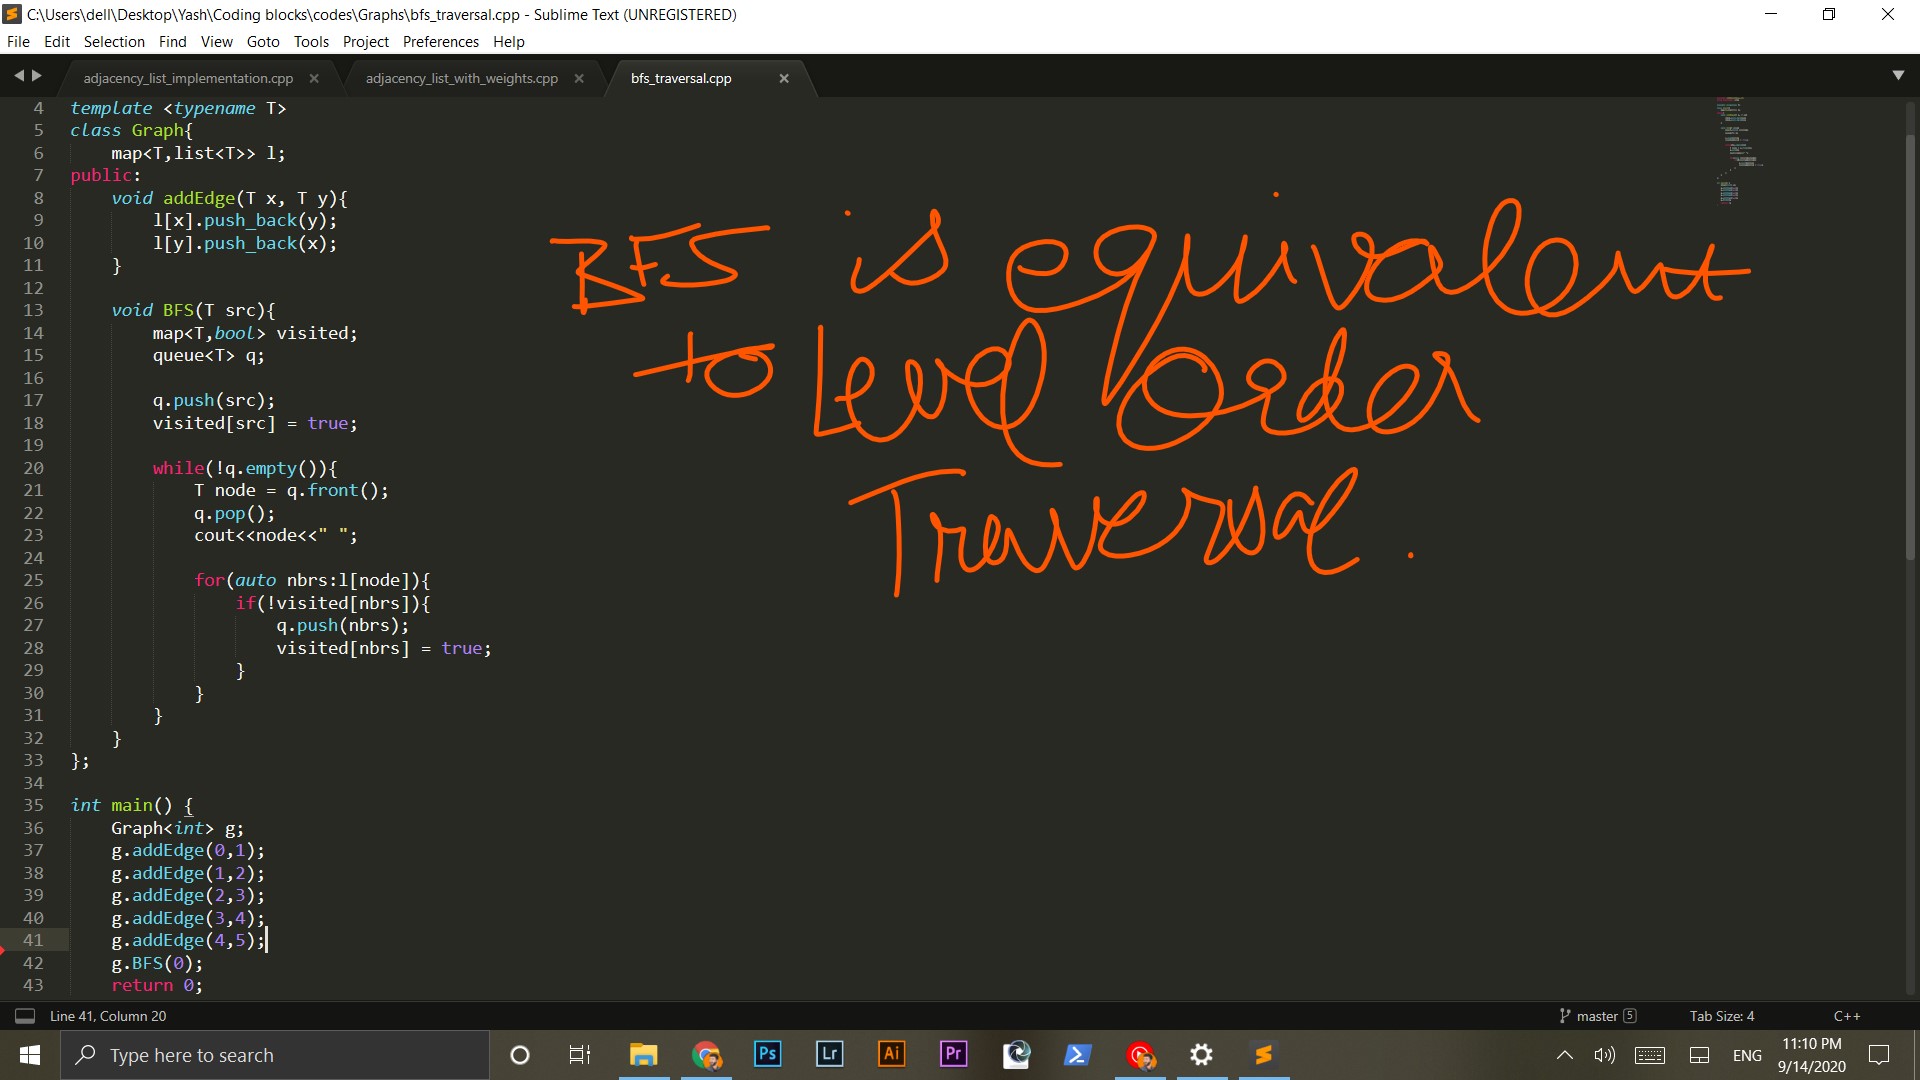 C:\Users\dell\Desktop\Yash\Coding blocks\codes\Graphs\bfs_traversal.cpp - Sublime Text (UNREGISTERED)
File Edit Selection Find View Goto Tools Project Preferences Help
adjacency_list_implementation.cpp adjacency_list_with_weights.cpp bfs_traversal.cpp
4 template <typename T>
5 class Graph{
6     map<T,list<T>> l;
7 public:
8     void addEdge(T x, T y){
9         l[x].push_back(y);
10         l[y].push_back(x);
11     }
12
13     void BFS(T src){
14         map<T,bool> visited;
15         queue<T> q;
16
17         q.push(src);
18         visited[src] = true;
19
20         while(!q.empty()){
21             T node = q.front();
22             q.pop();
23             cout<<node<<" ";
24
25             for(auto nbrs:l[node]){
26                 if(!visited[nbrs]){
27                     q.push(nbrs);
28                     visited[nbrs] = true;
29                 }
30             }
31         }
32     }
33 };
34
35 int main() {
36     Graph<int> g;
37     g.addEdge(0,1);
38     g.addEdge(1,2);
39     g.addEdge(2,3);
40     g.addEdge(3,4);
41     g.addEdge(4,5);
42     g.BFS(0);
43     return 0;
BFS is equivalent
to Level Order
Traversal.
Line 41, Column 20 master 5 Tab Size: 4 C++
Type here to search Ps Lr Ai Pr ENG 11:10 PM
9/14/2020